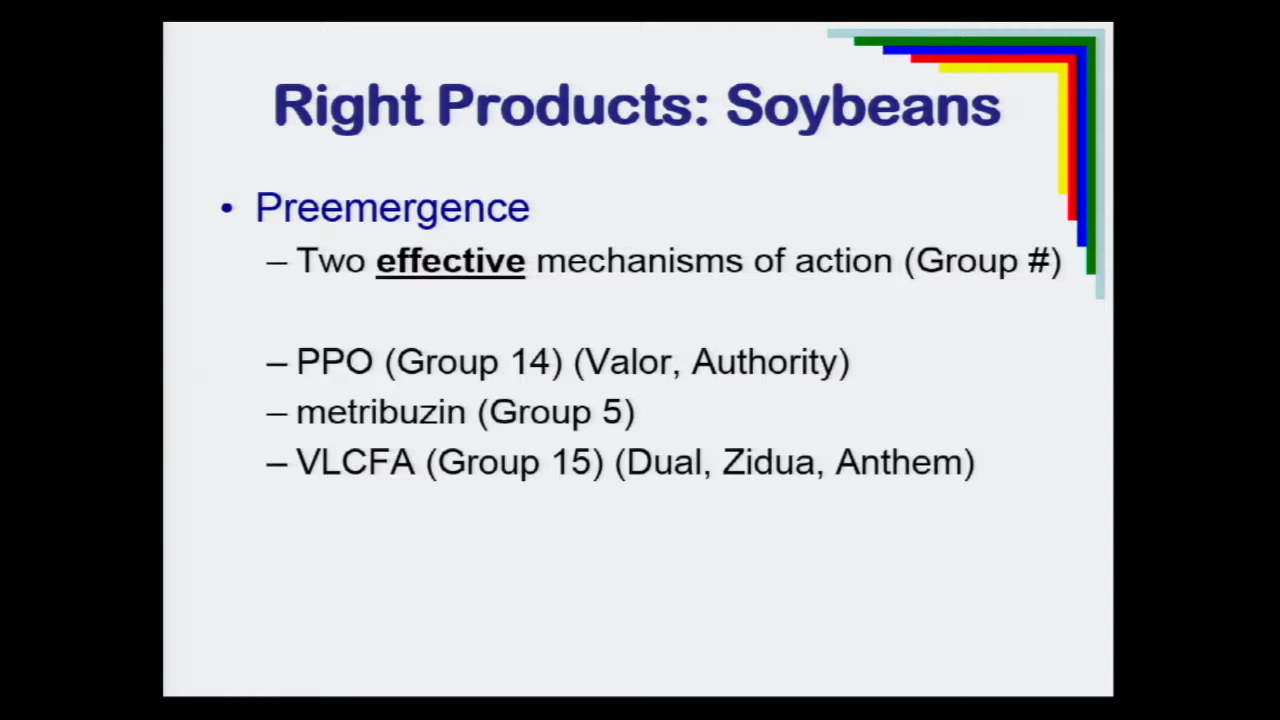 Right Products: Soybeans
• Preemergence
– Two effective mechanisms of action (Group #)
– PPO (Group 14) (Valor, Authority)
– metribuzin (Group 5)
– VLCFA (Group 15) (Dual, Zidua, Anthem)